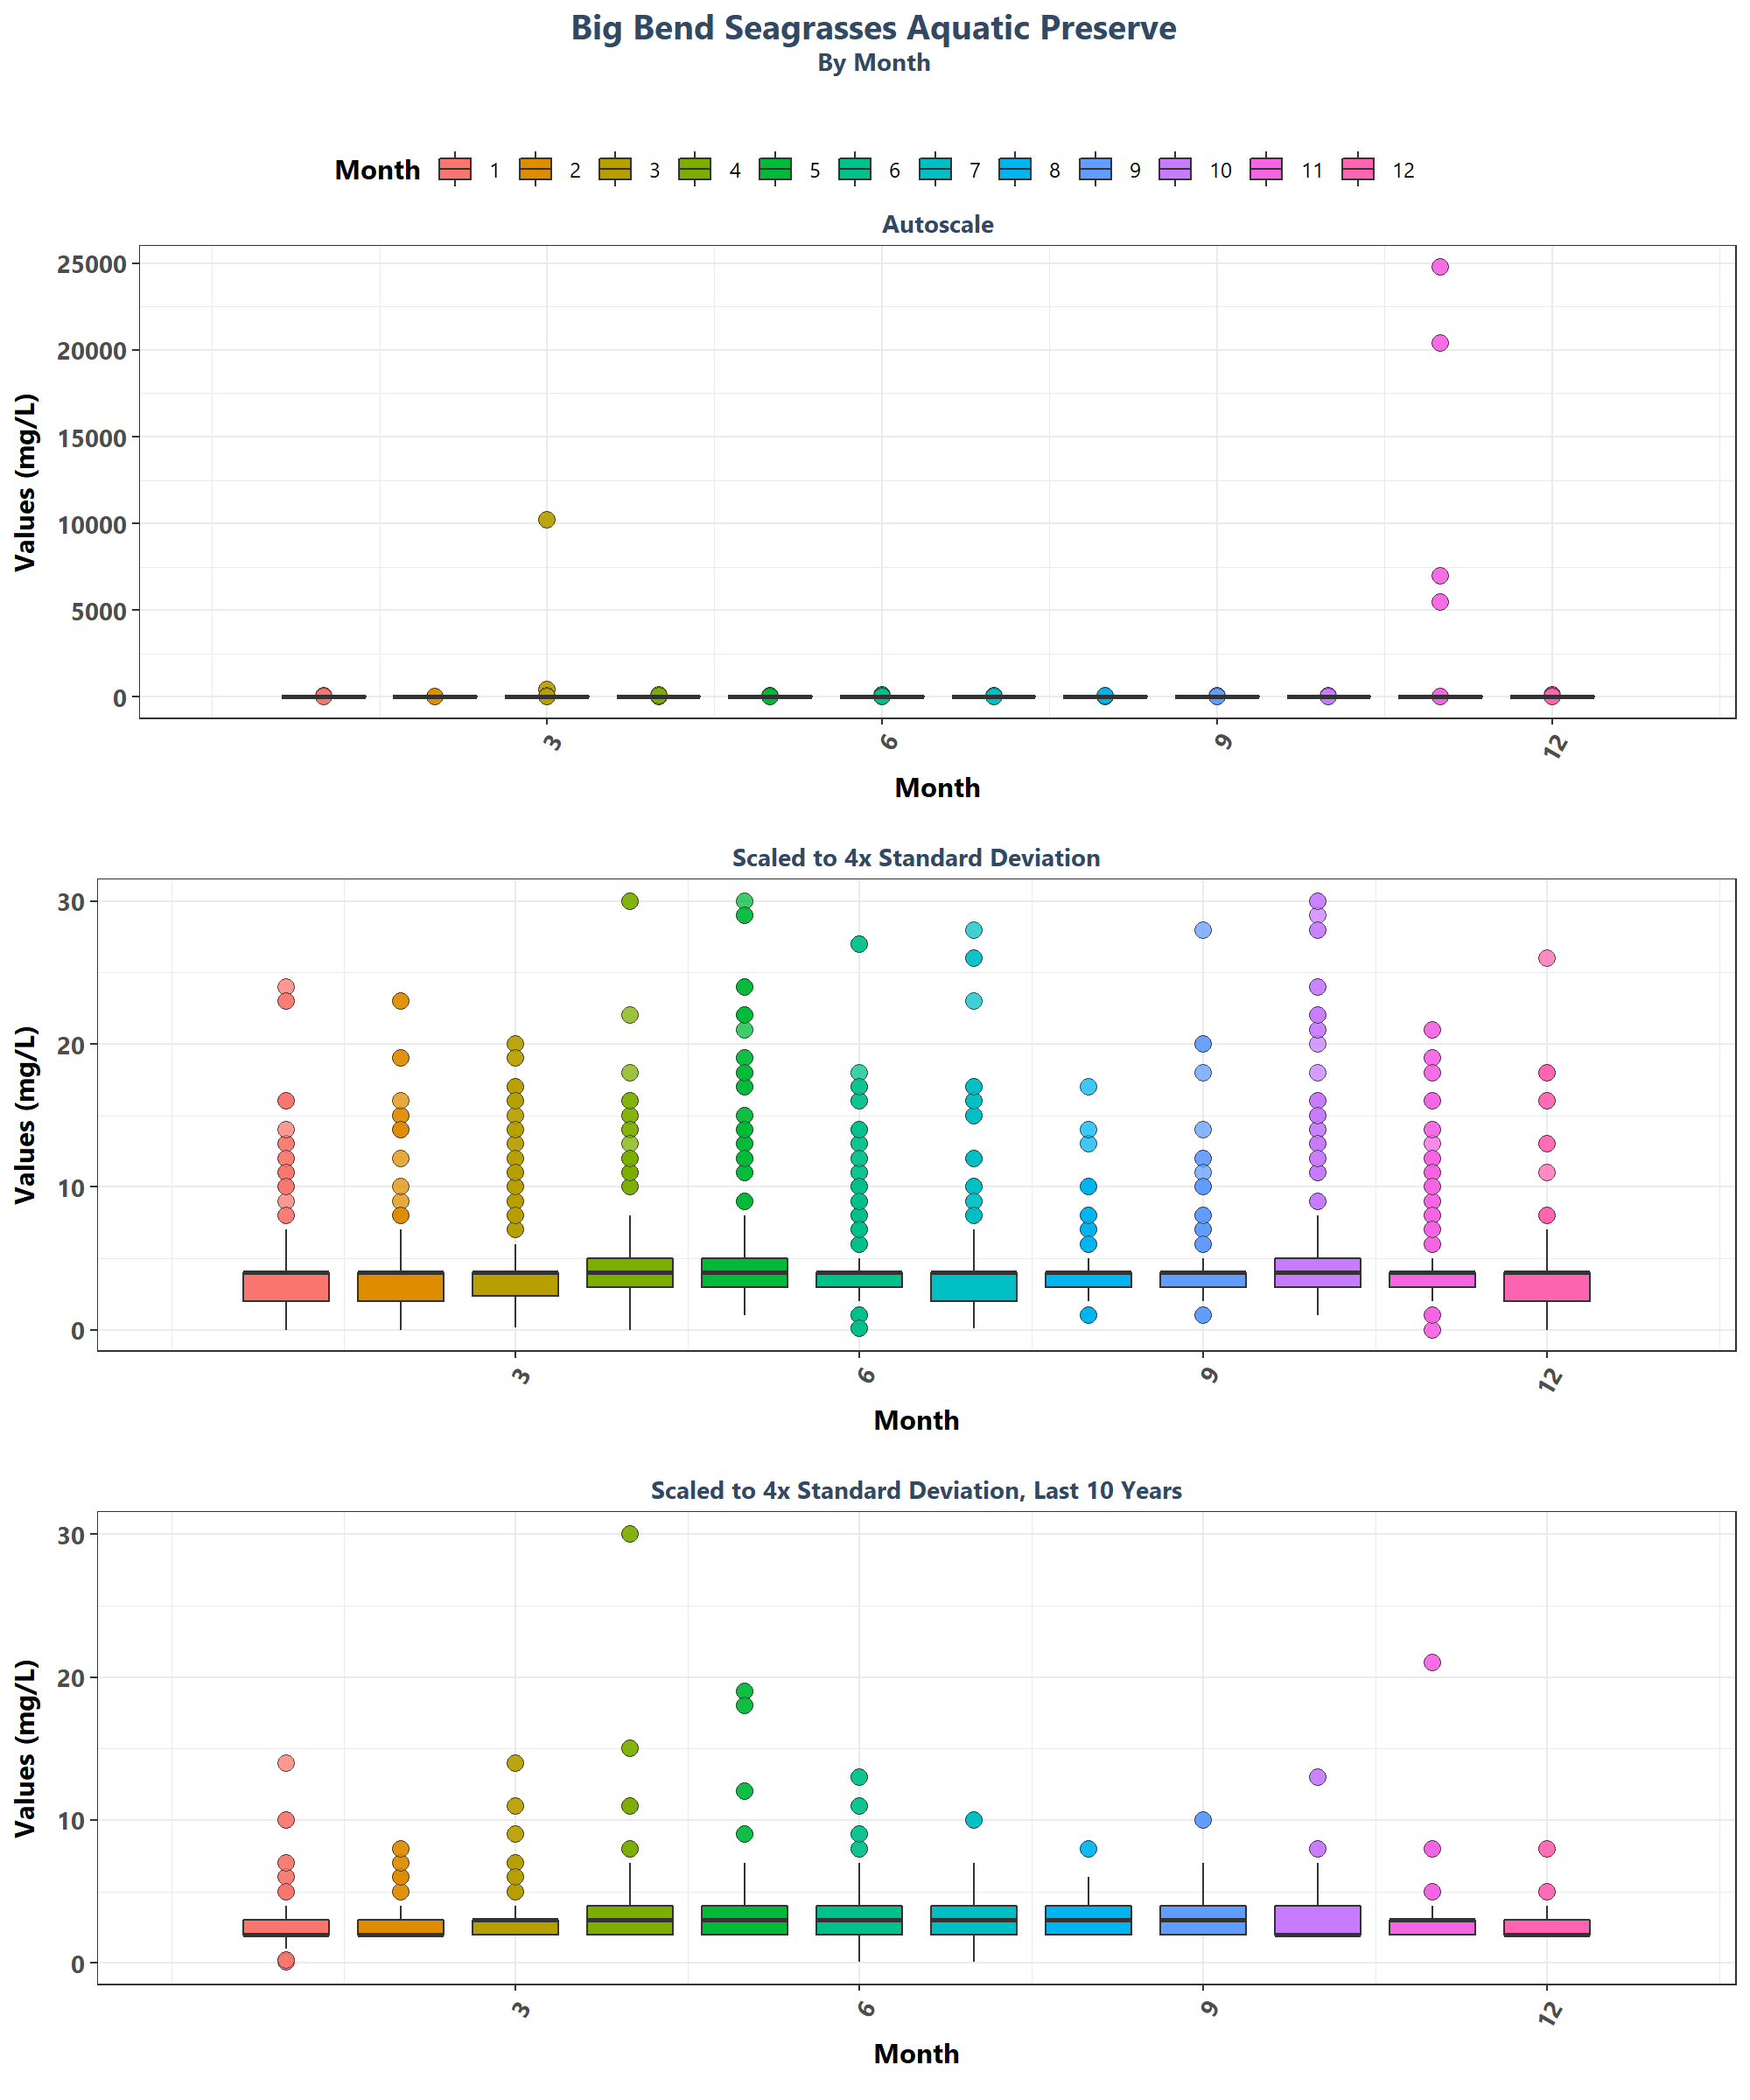 Big Bend Seagrasses Aquatic Preserve
By Month
Month 1 2 3 4 5 6 7 8 9 10 11 12
Autoscale
Values (mg/L)
25000
20000
15000
10000
5000
0
3 6 9 12
Month
Scaled to 4x Standard Deviation
Values (mg/L)
30
20
10
0
3 6 9 12
Month
Scaled to 4x Standard Deviation, Last 10 Years
Values (mg/L)
30
20
10
0
3 6 9 12
Month